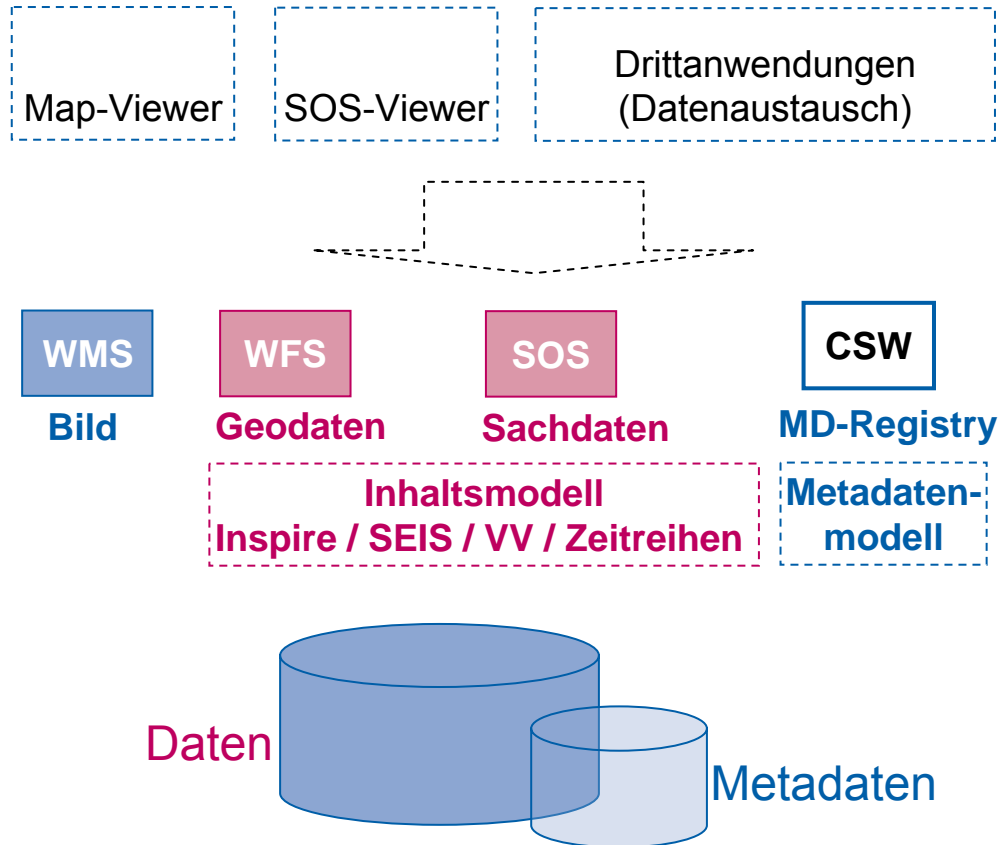 Map-Viewer
SOS-Viewer
Drittanwendungen
(Datenaustausch)
WMS
WFS
SOS
CSW
Bild
Geodaten
Sachdaten
MD-Registry
Inhaltsmodell
Inspire / SEIS / VV / Zeitreihen
Metadaten-
modell
Daten
Metadaten